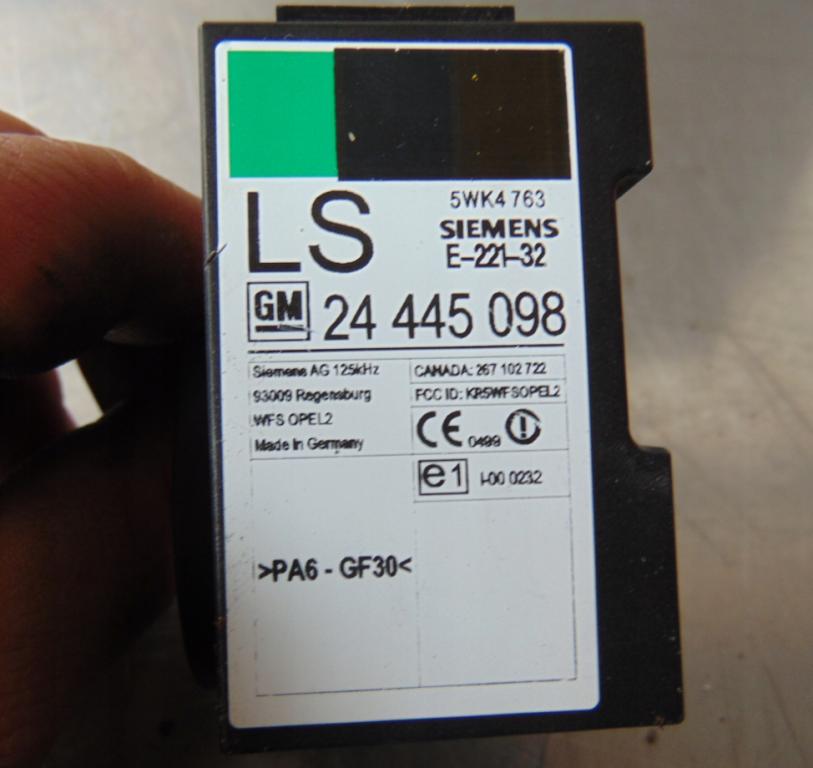 LS
5WK4 763
SIEMENS
E-221-32
GM 24 445 098
Siemens AG 125kHz
93009 Regensburg
WFS OPEL2
Made in Germany
CANADA: 267 102 722
FCC ID: KR5WFSOPEL2
CE 0499 !
e1 I-00 0232
>PA6 - GF30<